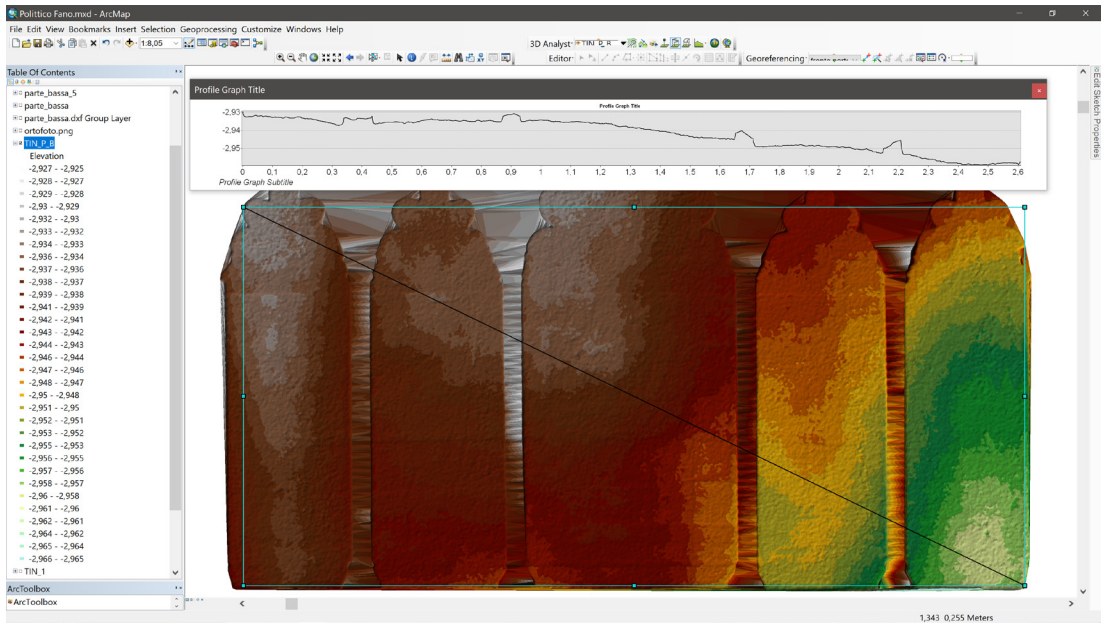 Polittico Fano.mxd - ArcMap
File Edit View Bookmarks Insert Selection Geoprocessing Customize Windows Help
1:8,05
3D Analyst
TIN_P_B
Editor
Georeferencing
Table Of Contents
parte_bassa_5
parte_bassa
parte_bassa.dxf Group Layer
ortofoto.png
TIN_P_B
Elevation
-2,927 - -2,925
-2,928 - -2,927
-2,929 - -2,928
-2,93 - -2,929
-2,932 - -2,93
-2,933 - -2,932
-2,934 - -2,933
-2,936 - -2,934
-2,937 - -2,936
-2,938 - -2,937
-2,939 - -2,938
-2,941 - -2,939
-2,942 - -2,941
-2,943 - -2,942
-2,944 - -2,943
-2,946 - -2,944
-2,947 - -2,946
-2,948 - -2,947
-2,95 - -2,948
-2,951 - -2,95
-2,952 - -2,951
-2,953 - -2,952
-2,955 - -2,953
-2,956 - -2,955
-2,957 - -2,956
-2,958 - -2,957
-2,96 - -2,958
-2,961 - -2,96
-2,962 - -2,961
-2,964 - -2,962
-2,965 - -2,964
-2,966 - -2,965
TIN_1
ArcToolbox
ArcToolbox
Profile Graph Title
Profile Graph Title
-2,93
-2,94
-2,95
0 0,1 0,2 0,3 0,4 0,5 0,6 0,7 0,8 0,9 1 1,1 1,2 1,3 1,4 1,5 1,6 1,7 1,8 1,9 2 2,1 2,2 2,3 2,4 2,5 2,6
Profile Graph Subtitle
Edit Sketch Properties
1,343 0,255 Meters